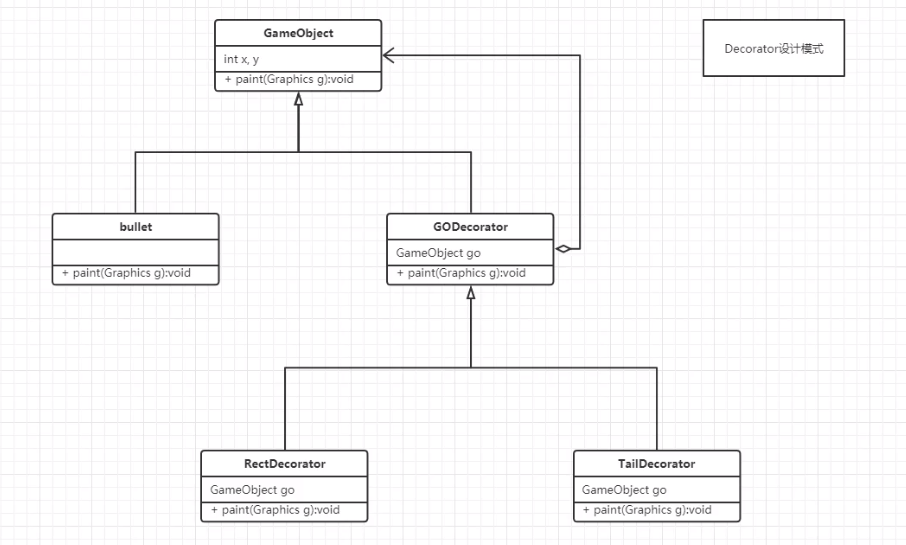 GameObject
int x, y
+ paint(Graphics g):void
Decorator设计模式
bullet
+ paint(Graphics g):void
GODecorator
GameObject go
+ paint(Graphics g):void
RectDecorator
GameObject go
+ paint(Graphics g):void
TailDecorator
GameObject go
+ paint(Graphics g):void